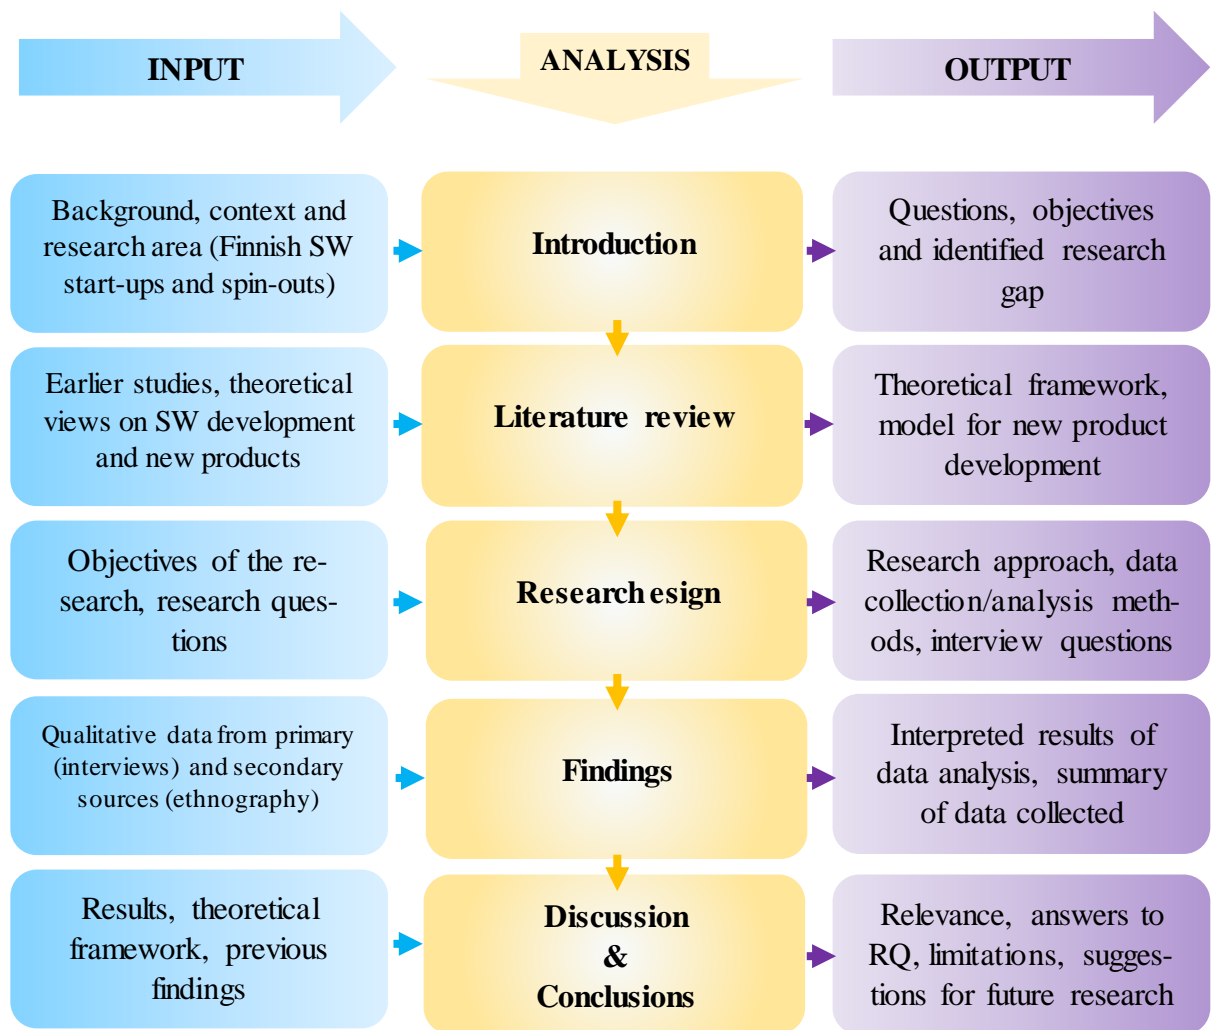 INPUT
ANALYSIS
OUTPUT
Background, context and
research area (Finnish SW
start-ups and spin-outs)
Introduction
Questions, objectives
and identified research
gap
Earlier studies, theoretical
views on SW development
and new products
Literature review
Theoretical framework,
model for new product
development
Objectives of the re-
search, research ques-
tions
Research esign
Research approach, data
collection/analysis meth-
ods, interview questions
Qualitative data from primary
(interviews) and secondary
sources (ethnography)
Findings
Interpreted results of
data analysis, summary
of data collected
Results, theoretical
framework, previous
findings
Discussion
&
Conclusions
Relevance, answers to
RQ, limitations, sugges-
tions for future research